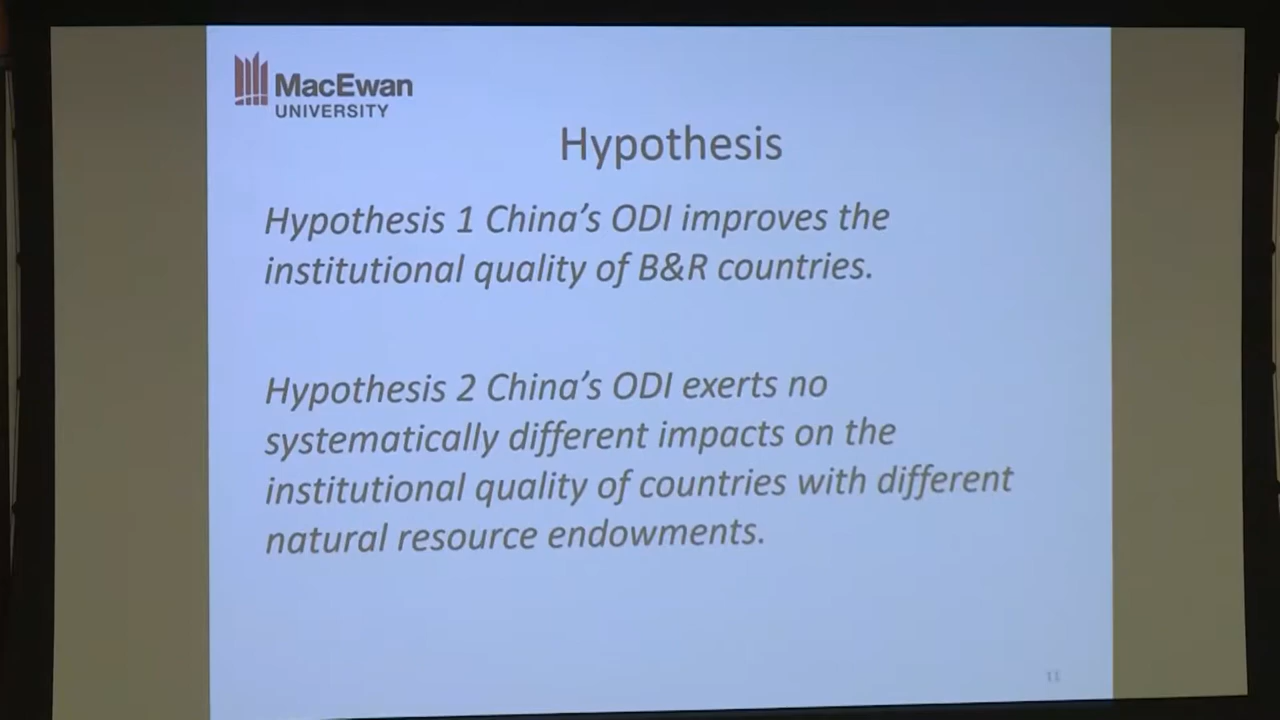 MacEwan
UNIVERSITY
Hypothesis
Hypothesis 1 China's ODI improves the
institutional quality of B&R countries.
Hypothesis 2 China's ODI exerts no
systematically different impacts on the
institutional quality of countries with different
natural resource endowments.
11